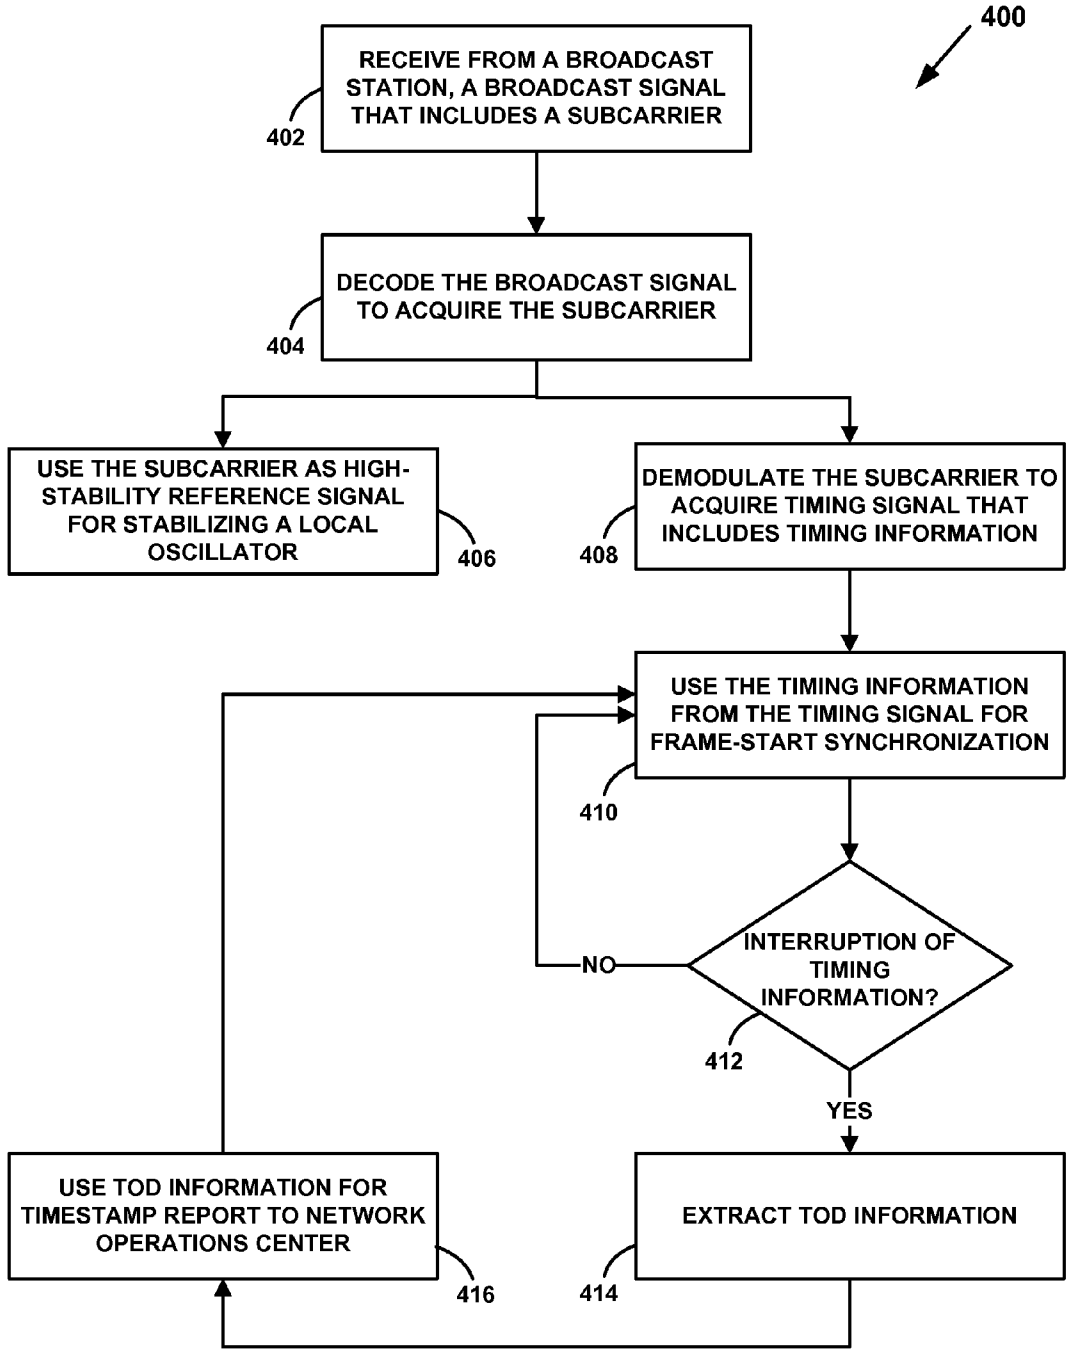 400
RECEIVE FROM A BROADCAST
STATION, A BROADCAST SIGNAL
THAT INCLUDES A SUBCARRIER
402
DECODE THE BROADCAST SIGNAL
TO ACQUIRE THE SUBCARRIER
404
USE THE SUBCARRIER AS HIGH-
STABILITY REFERENCE SIGNAL
FOR STABILIZING A LOCAL
OSCILLATOR
406
DEMODULATE THE SUBCARRIER TO
ACQUIRE TIMING SIGNAL THAT
INCLUDES TIMING INFORMATION
408
USE THE TIMING INFORMATION
FROM THE TIMING SIGNAL FOR
FRAME-START SYNCHRONIZATION
410
INTERRUPTION OF
TIMING
INFORMATION?
NO
412
YES
EXTRACT TOD INFORMATION
414
USE TOD INFORMATION FOR
TIMESTAMP REPORT TO NETWORK
OPERATIONS CENTER
416